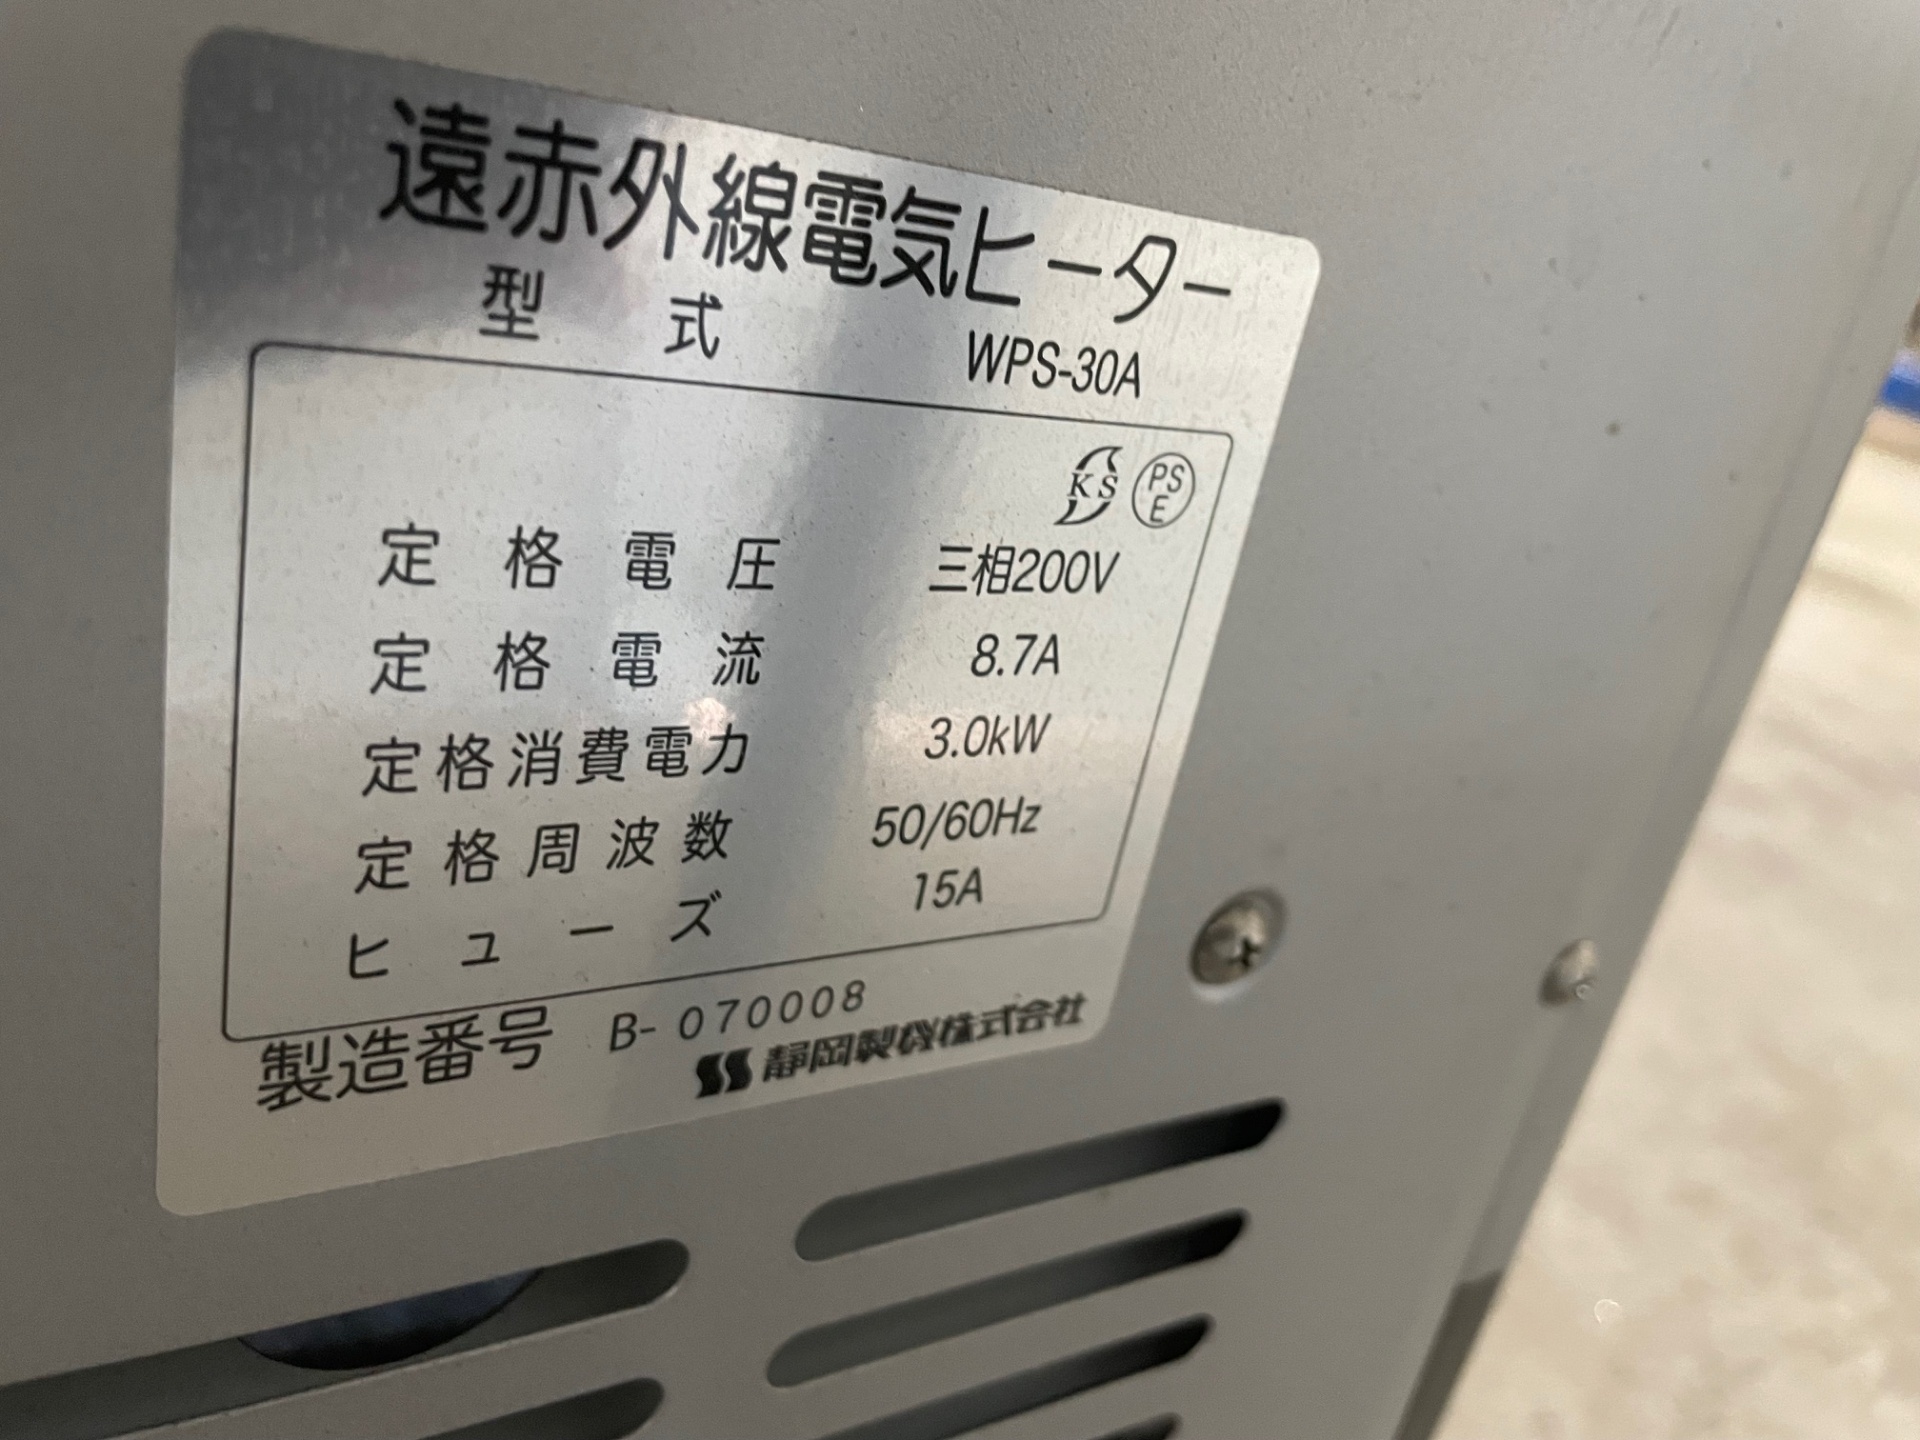 遠赤外線電気ヒーター
型式 WPS-30A
KS PSE
定格電圧 三相200V
定格電流 8.7A
定格消費電力 3.0kW
定格周波数 50/60Hz
ヒューズ 15A
製造番号 B-070008
静岡製機株式会社